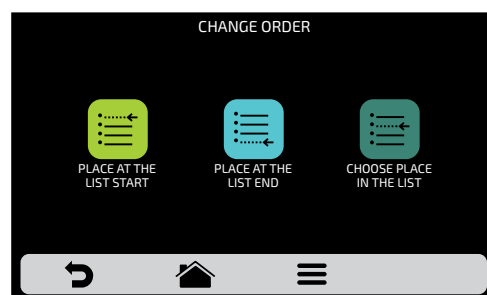 CHANGE ORDER
PLACE AT THE
LIST START
PLACE AT THE
LIST END
CHOOSE PLACE
IN THE LIST